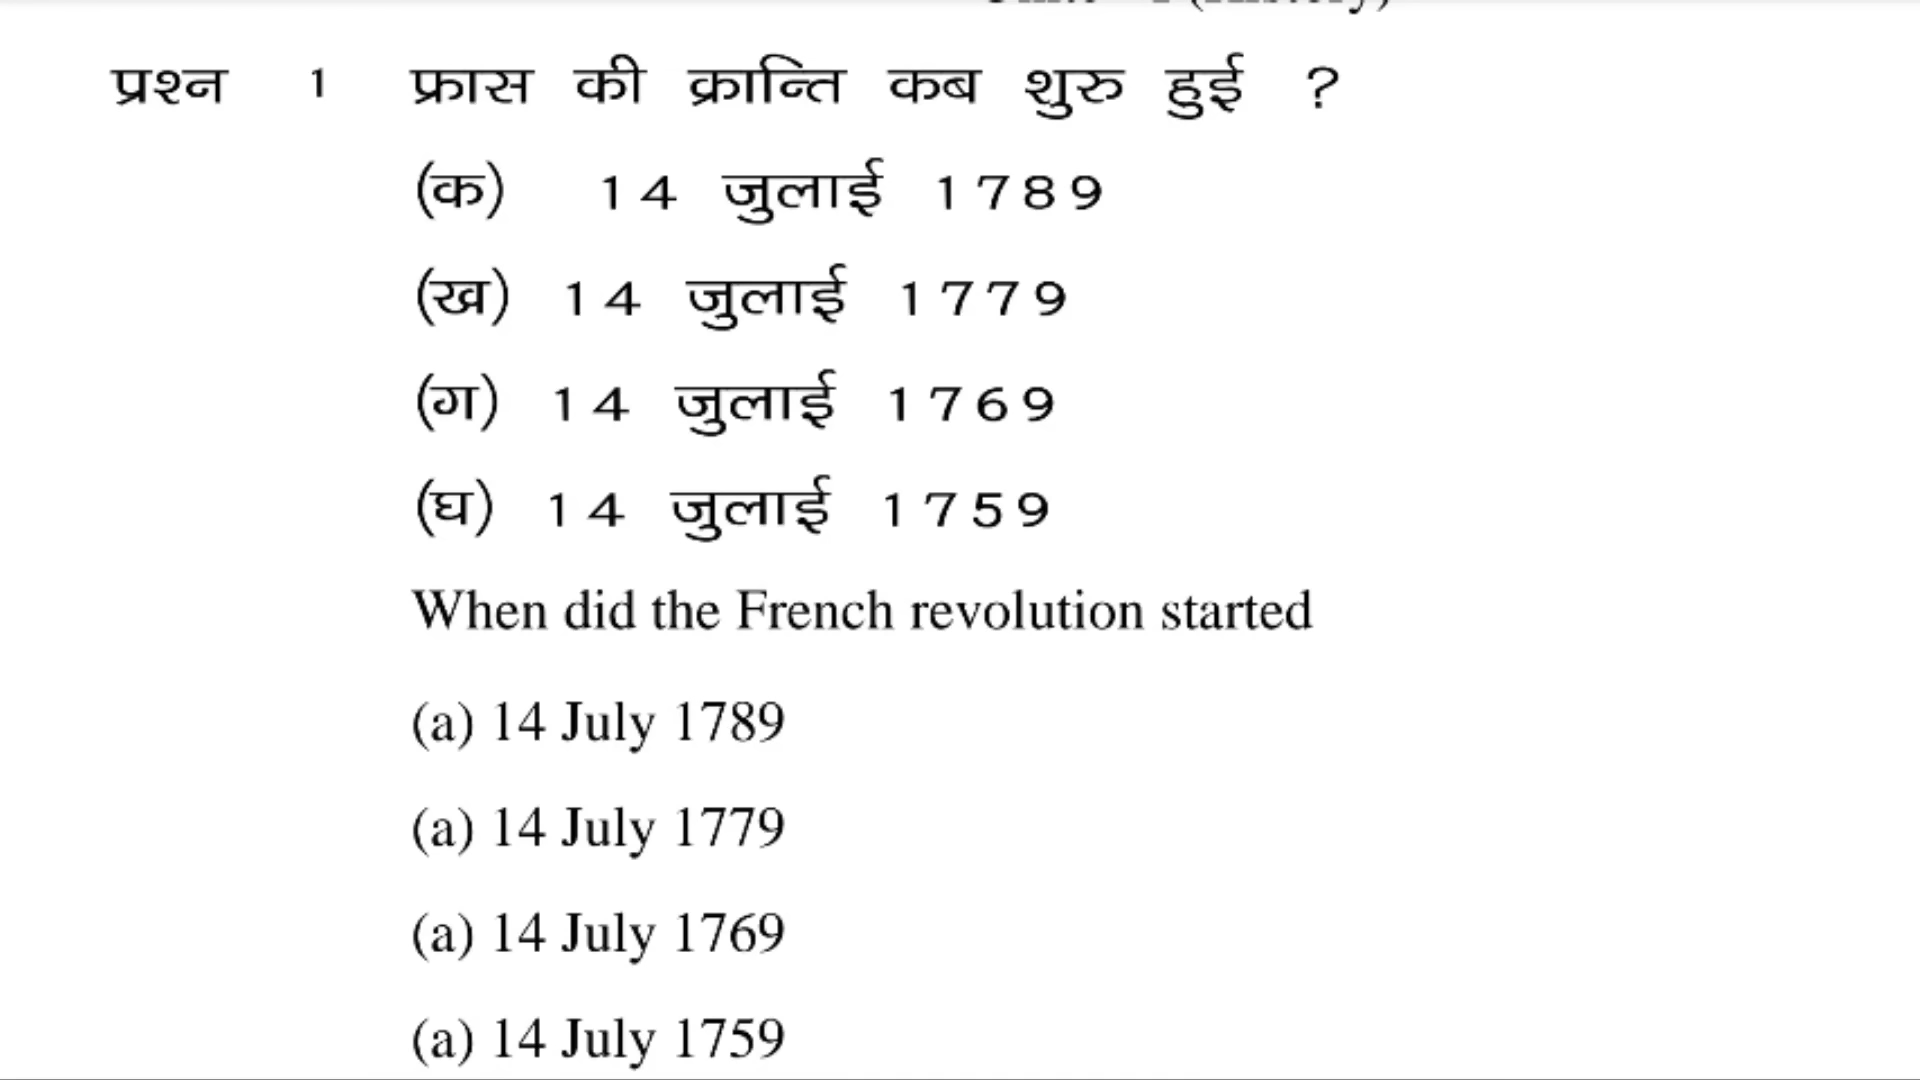 प्रश्न 1 फ्रास की क्रान्ति कब शुरु हुई ?
(क) 14 जुलाई 1789
(ख) 14 जुलाई 1779
(ग) 14 जुलाई 1769
(घ) 14 जुलाई 1759
When did the French revolution started
(a) 14 July 1789
(a) 14 July 1779
(a) 14 July 1769
(a) 14 July 1759